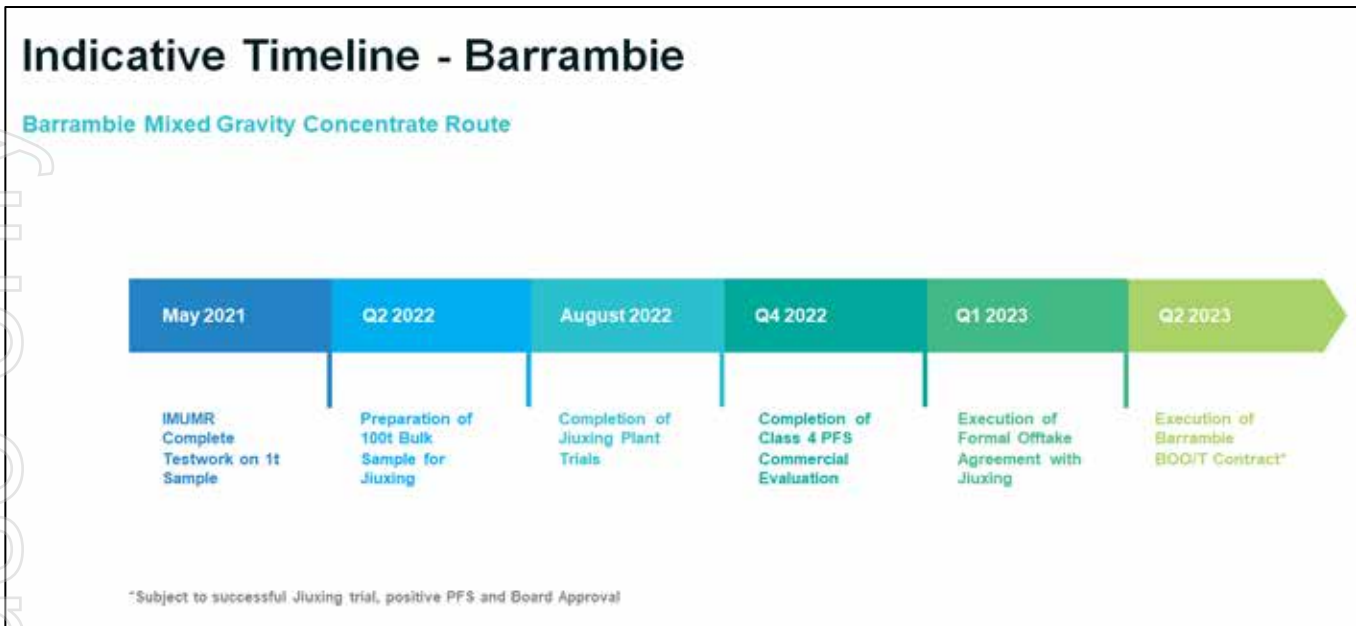 Indicative Timeline - Barrambie
Barrambie Mixed Gravity Concentrate Route
May 2021
Q2 2022
August 2022
Q4 2022
Q1 2023
Q2 2023
IMUMR
Complete
Testwork on 1t
Sample
Preparation of
100t Bulk
Sample for
Jiuxing
Completion of
Jiuxing Plant
Trials
Completion of
Class 4 PFS
Commercial
Evaluation
Execution of
Formal Offtake
Agreement with
Jiuxing
Execution of
Barrambie
BOO/T Contract*
*Subject to successful Jiuxing trial, positive PFS and Board Approval